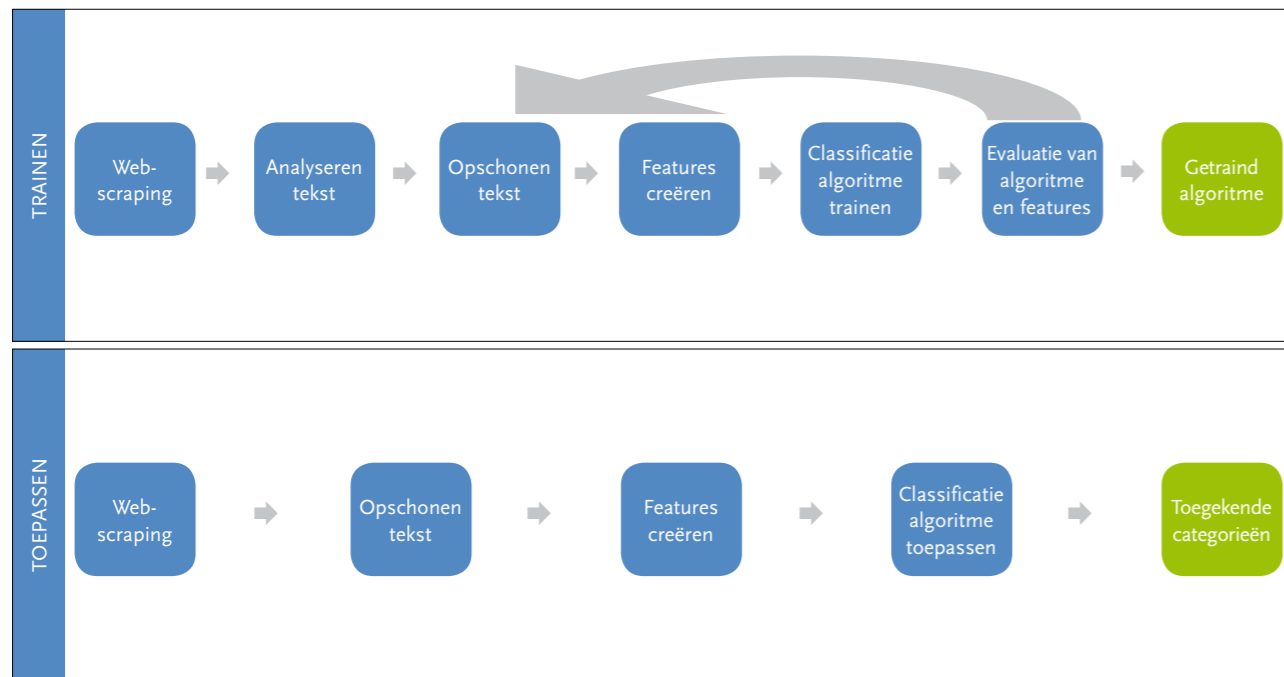 TRAINEN
Web-
scraping
Analyseren
tekst
Opschonen
tekst
Features
creëren
Classificatie
algoritme
trainen
Evaluatie van
algoritme
en features
Getraind
algoritme
TOEPASSEN
Web-
scraping
Opschonen
tekst
Features
creëren
Classificatie
algoritme
toepassen
Toegekende
categorieën